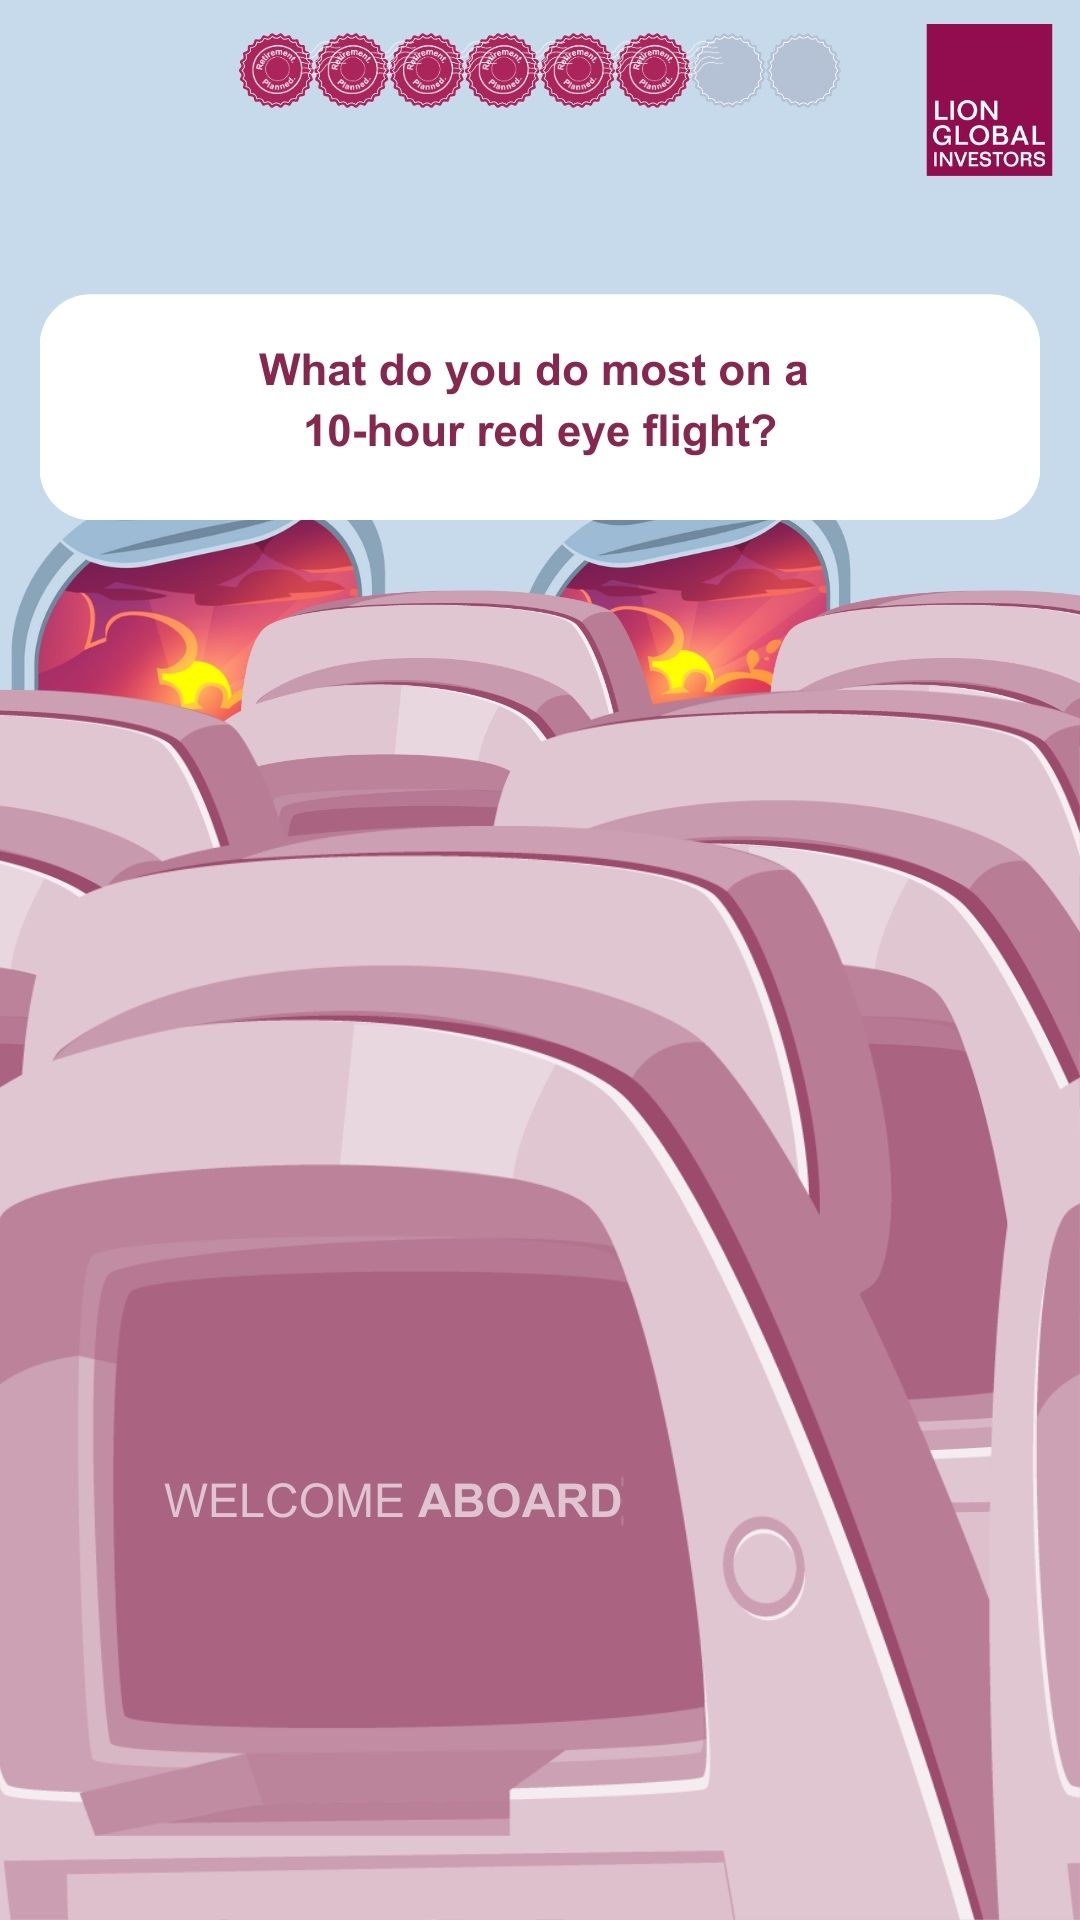 Retirement Planned.
Retirement Planned.
Retirement Planned.
Retirement Planned.
Retirement Planned.
Retirement Planned.
LION
GLOBAL
INVESTORS
What do you do most on a
10-hour red eye flight?
WELCOME ABOARD